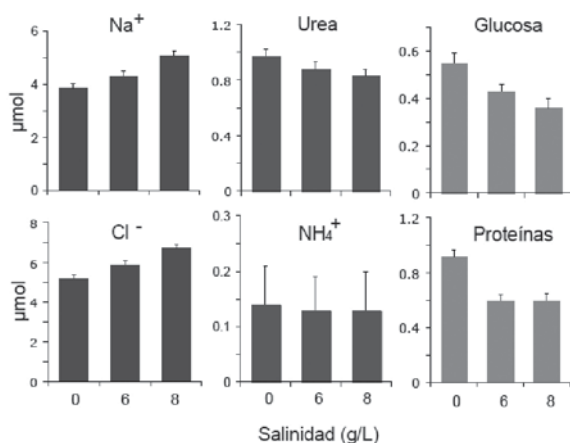 Na⁺
Urea
Glucosa
6
4
2
0
μmol
1.2
0.8
0.4
0
0.6
0.4
0.2
0
Cl⁻
NH₄⁺
Proteínas
8
6
4
2
0
μmol
0.3
0.2
0.1
0
1.2
0.8
0.4
0
0 6 8
0 6 8
0 6 8
Salinidad (g/L)